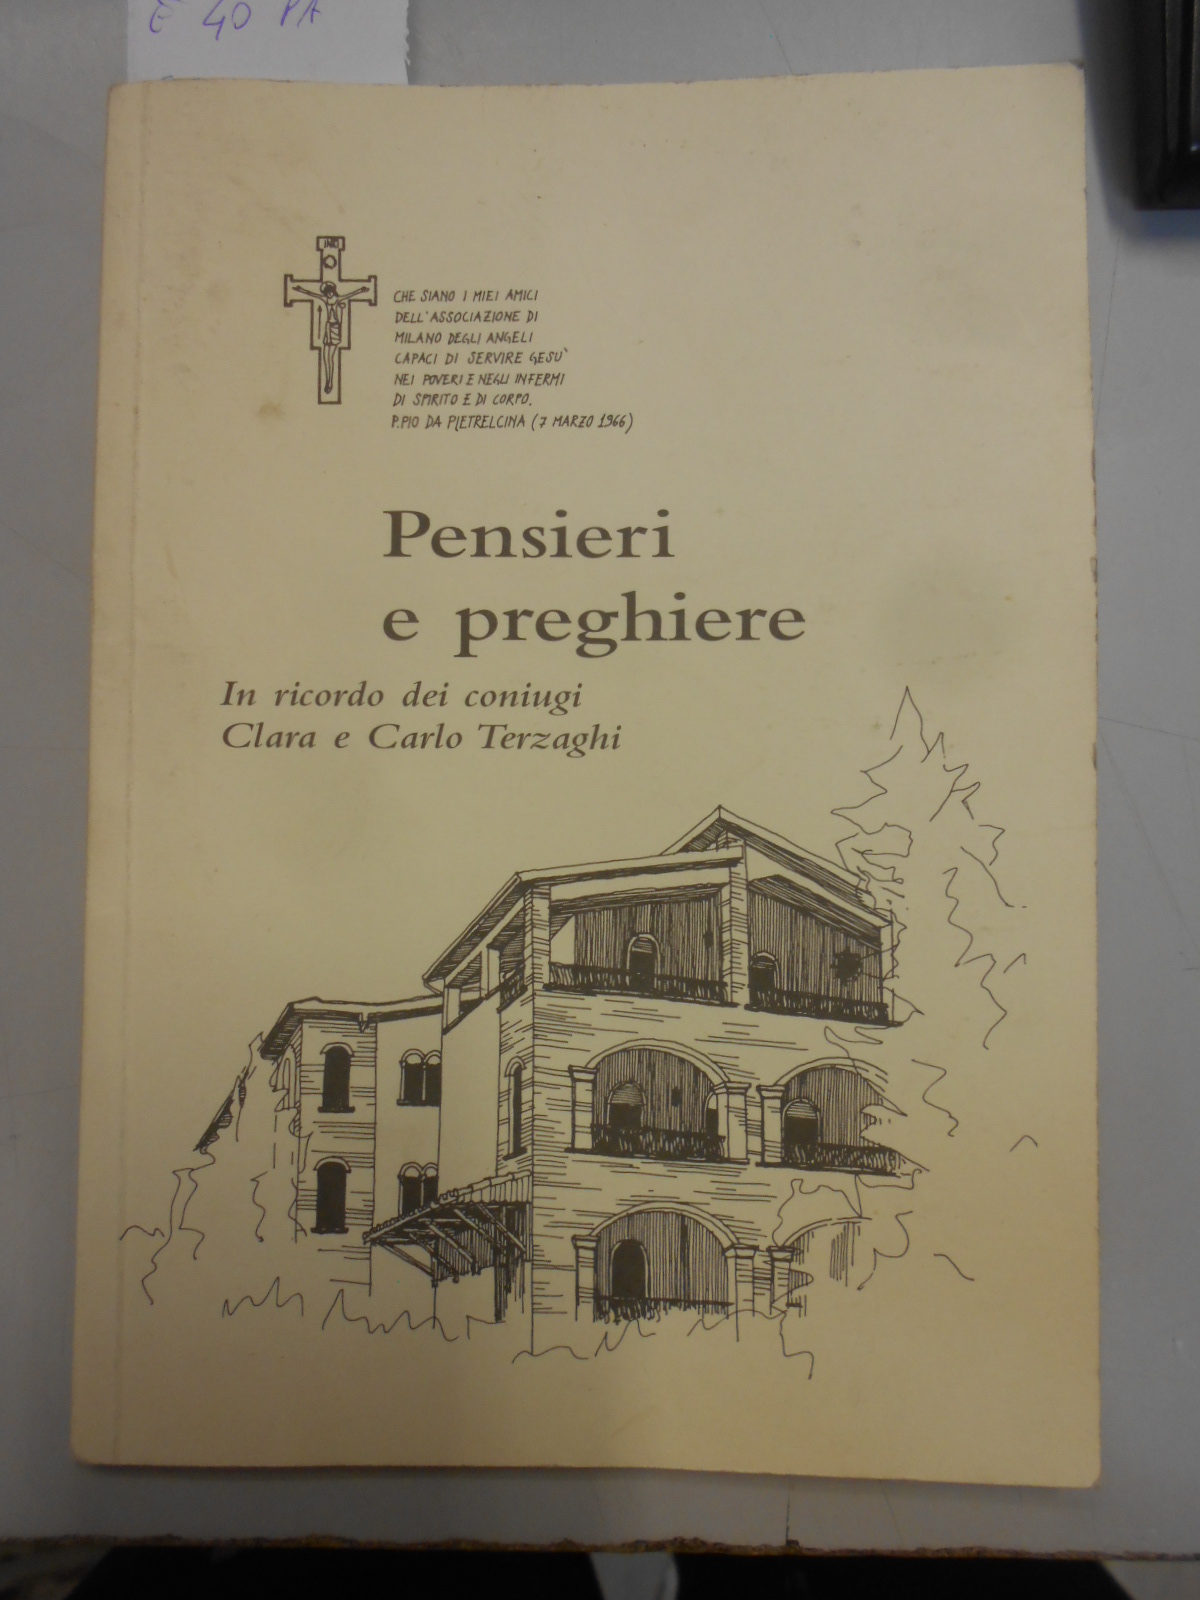 € 40 PA
INRI
CHE SIANO I MIEI AMICI
DELL'ASSOCIAZIONE DI
MILANO DEGLI ANGELI
CAPACI DI SERVIRE GESU'
NEI POVERI E NEGLI INFERMI
DI SPIRITO E DI CORPO.
P.PIO DA PIETRELCINA (7 MARZO 1966)
Pensieri
e preghiere
In ricordo dei coniugi
Clara e Carlo Terzaghi